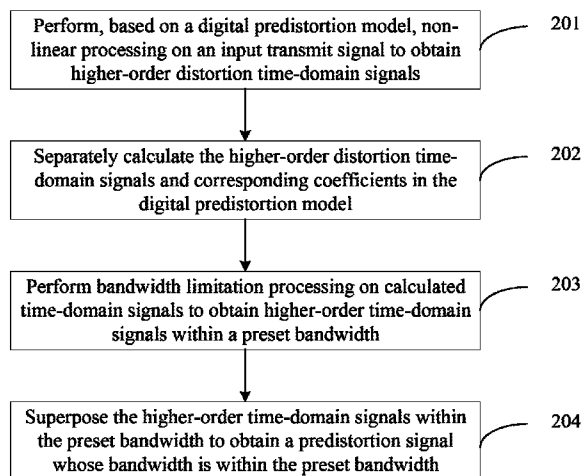 Perform, based on a digital predistortion model, non-
linear processing on an input transmit signal to obtain
higher-order distortion time-domain signals
201
Separately calculate the higher-order distortion time-
domain signals and corresponding coefficients in the
digital predistortion model
202
Perform bandwidth limitation processing on calculated
time-domain signals to obtain higher-order time-domain
signals within a preset bandwidth
203
Superpose the higher-order time-domain signals within
the preset bandwidth to obtain a predistortion signal
whose bandwidth is within the preset bandwidth
204